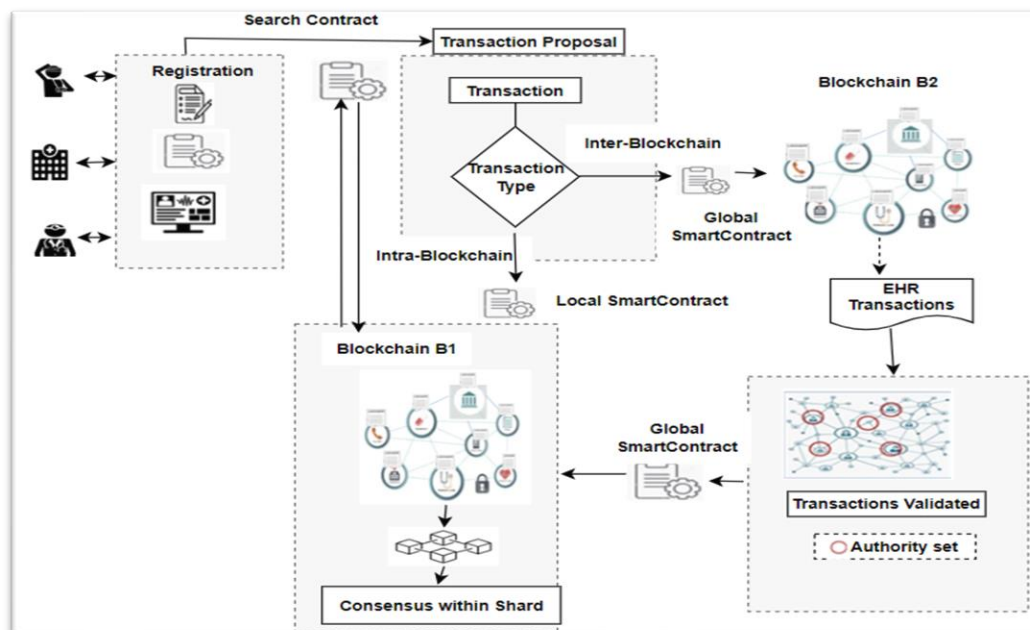 Search Contract
Transaction Proposal
Registration
Transaction
Transaction
Type
Inter-Blockchain
Global
SmartContract
Blockchain B2
Intra-Blockchain
Local SmartContract
EHR
Transactions
Blockchain B1
Global
SmartContract
Transactions Validated
Authority set
Consensus within Shard